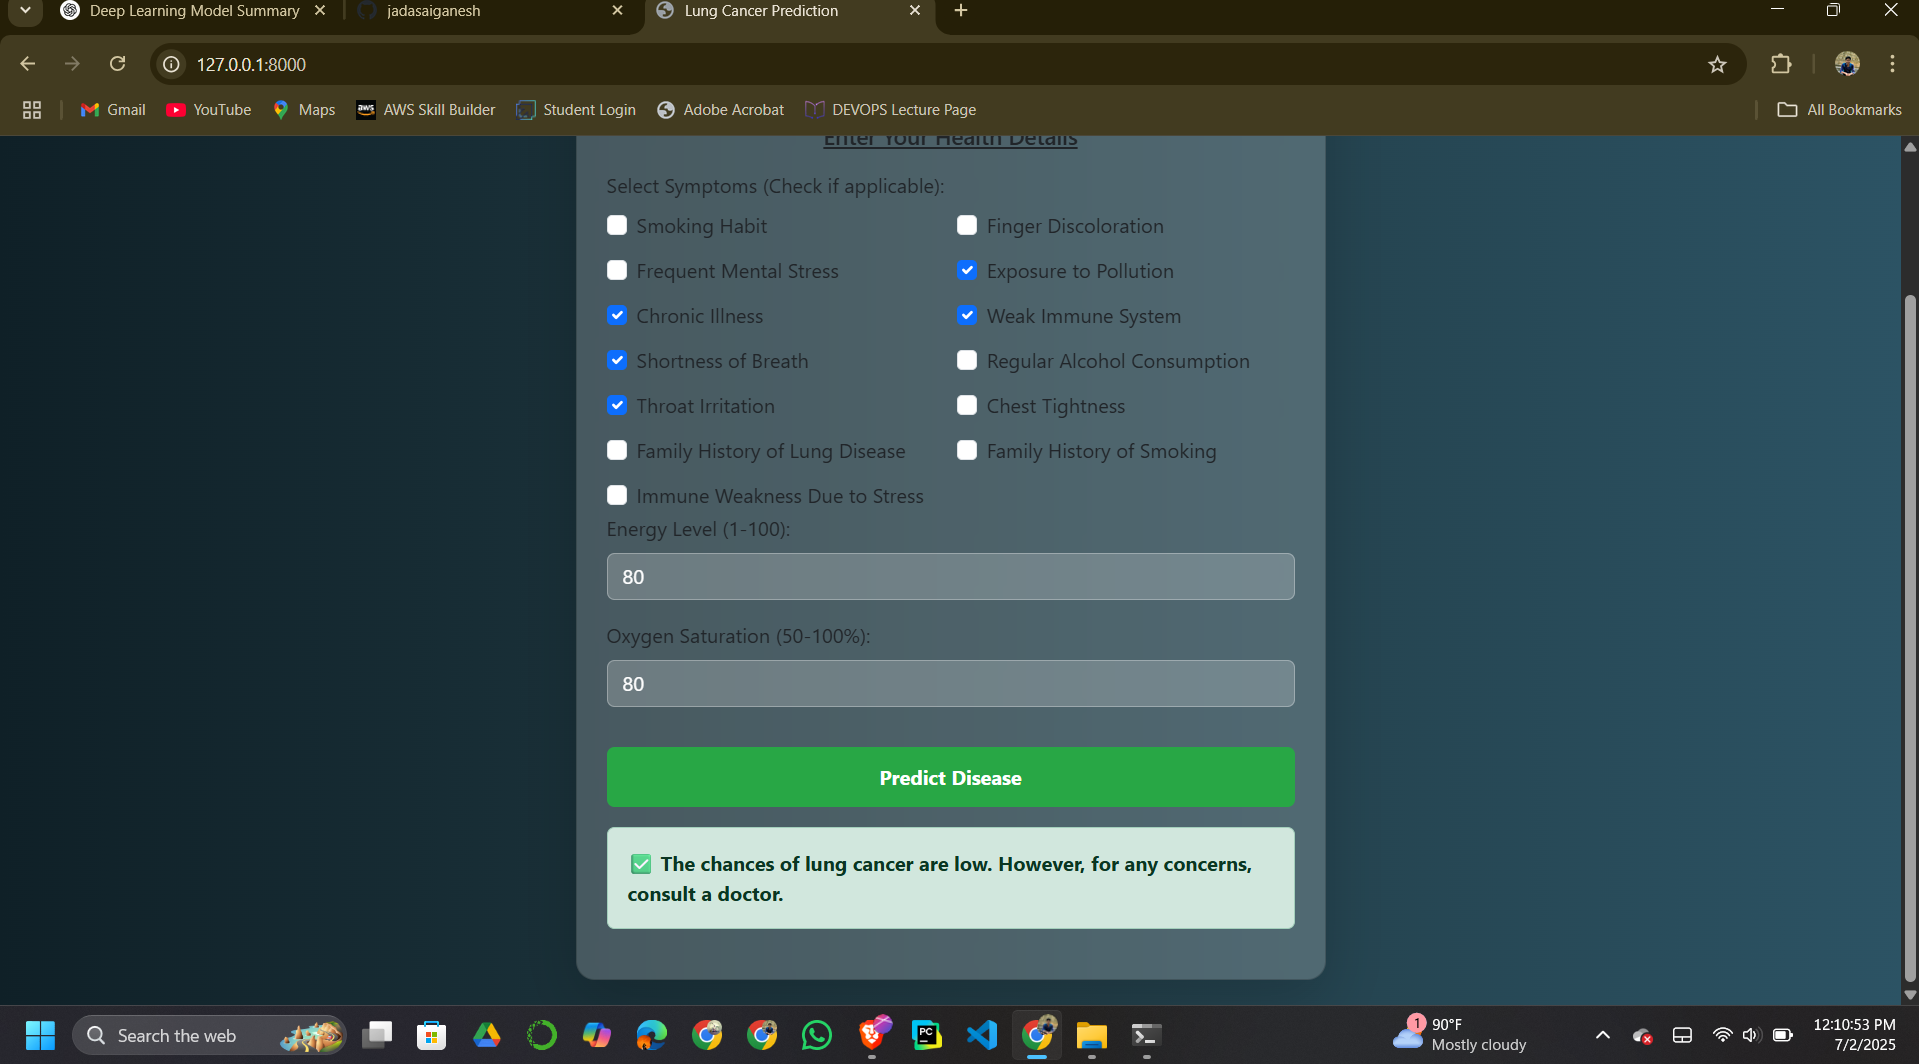 Deep Learning Model Summary
jadasaiganesh
Lung Cancer Prediction
127.0.0.1:8000
Gmail
YouTube
Maps
aws
AWS Skill Builder
Student Login
Adobe Acrobat
DEVOPS Lecture Page
All Bookmarks
Enter Your Health Details
Select Symptoms (Check if applicable):
Smoking Habit
Finger Discoloration
Frequent Mental Stress
Exposure to Pollution
Chronic Illness
Weak Immune System
Shortness of Breath
Regular Alcohol Consumption
Throat Irritation
Chest Tightness
Family History of Lung Disease
Family History of Smoking
Immune Weakness Due to Stress
Energy Level (1-100):
80
Oxygen Saturation (50-100%):
80
Predict Disease
The chances of lung cancer are low. However, for any concerns,
consult a doctor.
Search the web
PC
1
90°F
Mostly cloudy
12:10:53 PM
7/2/2025